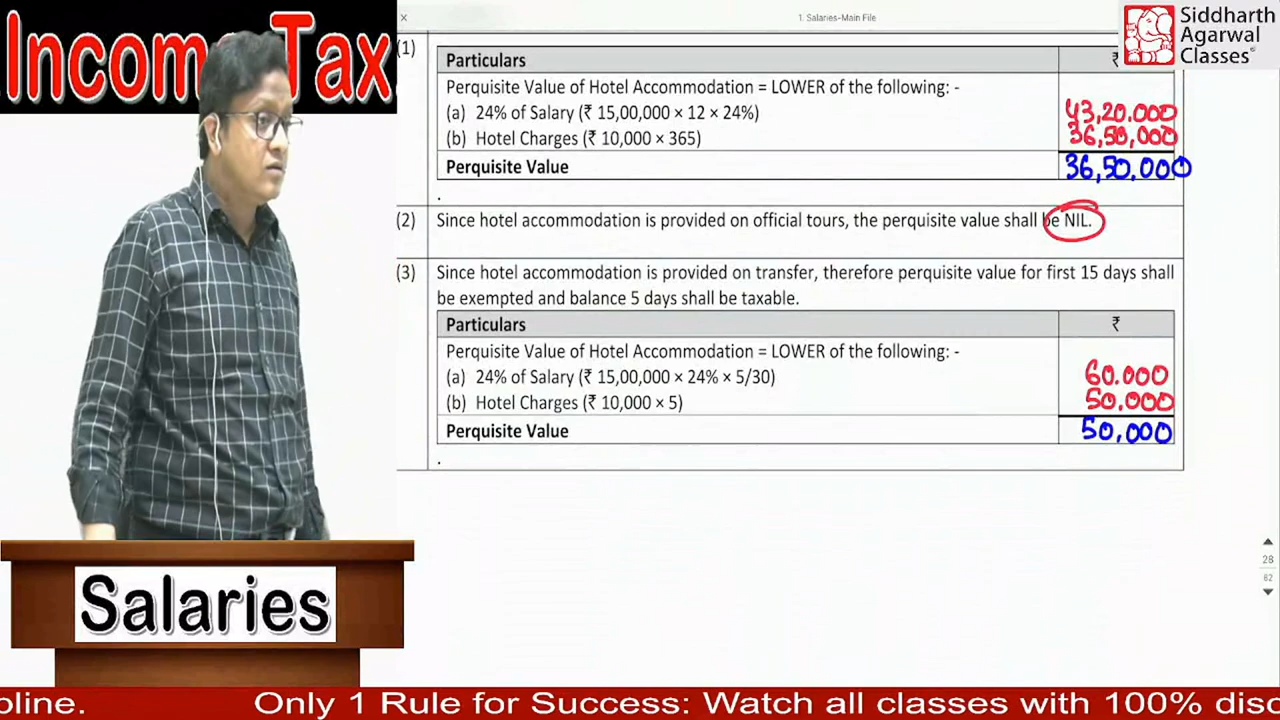 Income Tax
1. Salaries-Main File
Siddharth
Agarwal
Classes
(1)
Particulars ₹
Perquisite Value of Hotel Accommodation = LOWER of the following: -
(a) 24% of Salary (₹ 15,00,000 × 12 × 24%) 43,20.000
(b) Hotel Charges (₹ 10,000 × 365) 36,50,000
Perquisite Value 36,50,000
.
(2) Since hotel accommodation is provided on official tours, the perquisite value shall be NIL.
(3) Since hotel accommodation is provided on transfer, therefore perquisite value for first 15 days shall
be exempted and balance 5 days shall be taxable.
Particulars ₹
Perquisite Value of Hotel Accommodation = LOWER of the following: -
(a) 24% of Salary (₹ 15,00,000 × 24% × 5/30) 60.000
(b) Hotel Charges (₹ 10,000 × 5) 50.000
Perquisite Value 50,000
.
28
62
Salaries
pline. Only 1 Rule for Success: Watch all classes with 100% disc